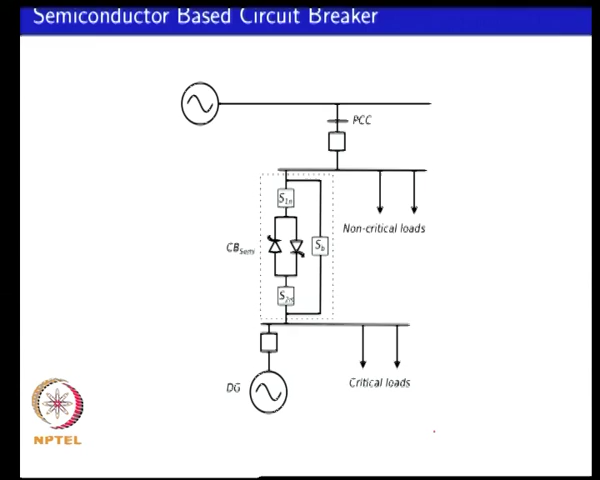 Semiconductor Based Circuit Breaker
PCC
S1n
Non-critical loads
CBSemi
Sb
S2n
DG
Critical loads
NPTEL